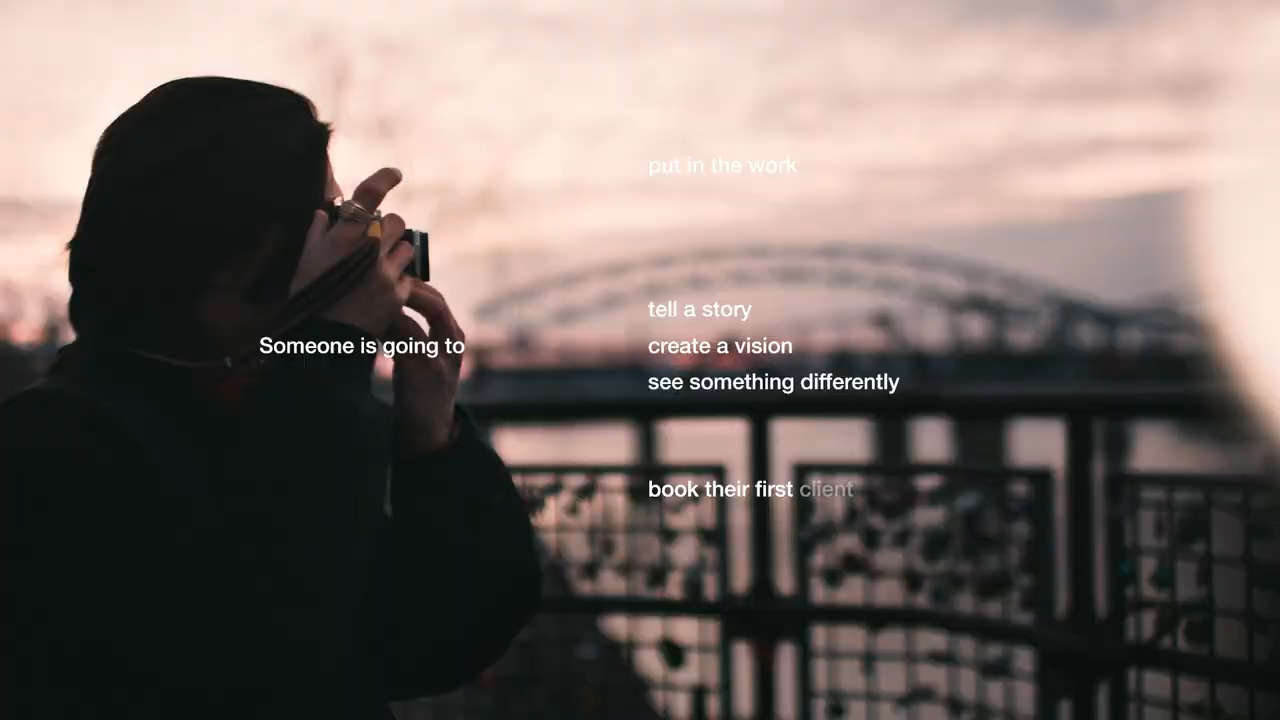 put in the work
tell a story
Someone is going to
create a vision
see something differently
book their first client